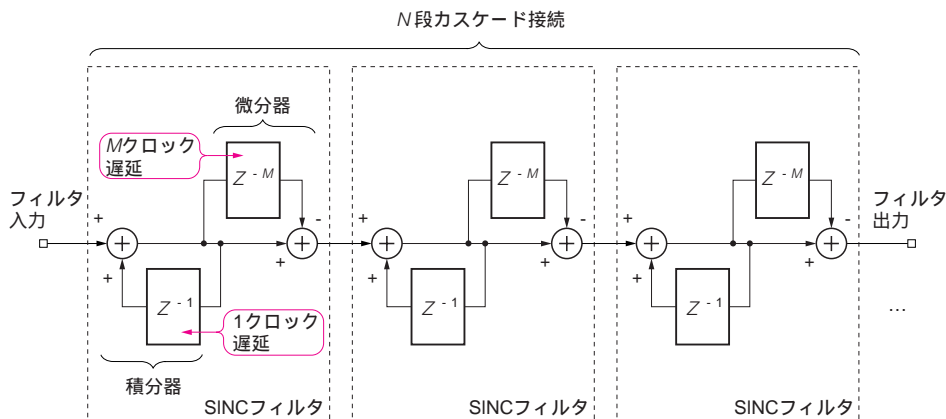 N段カスケード接続
微分器
Mクロック
遅延
Z -M
Z -M
Z -M
フィルタ
入力
+
+
-
+
+
+
+
-
+
+
+
+
-
+
+
フィルタ
出力
Z -1
Z -1
Z -1
1クロック
遅延
…
積分器
SINCフィルタ
SINCフィルタ
SINCフィルタ